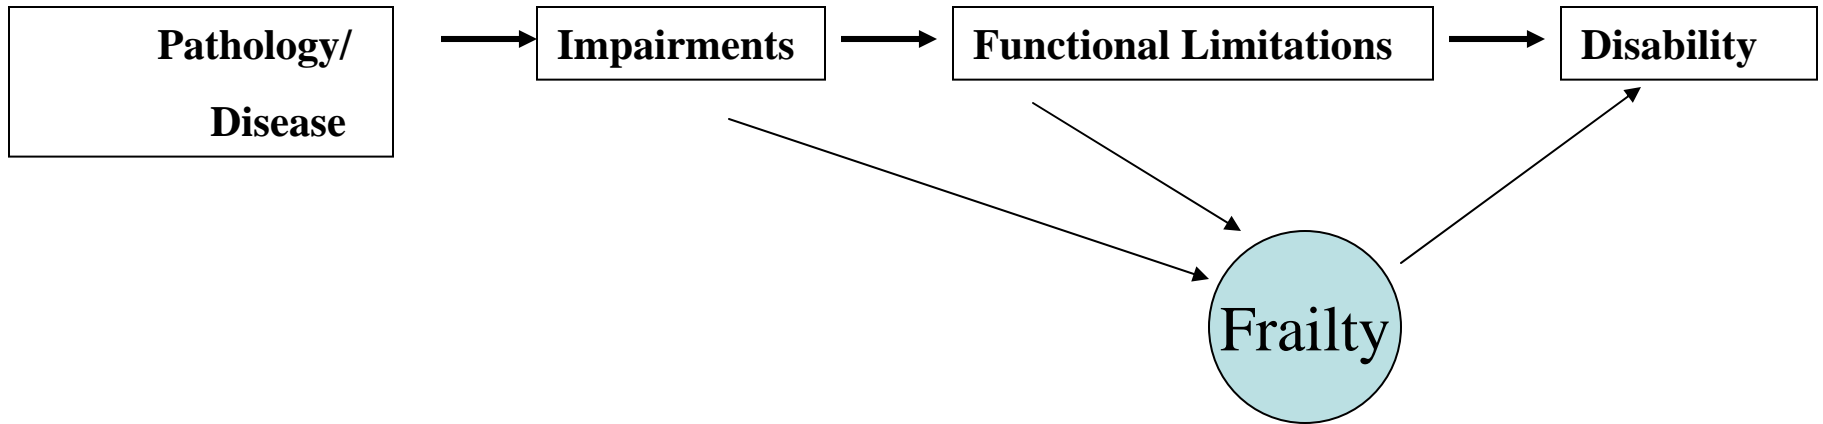 Pathology/
Disease
Impairments
Functional Limitations
Disability
Frailty